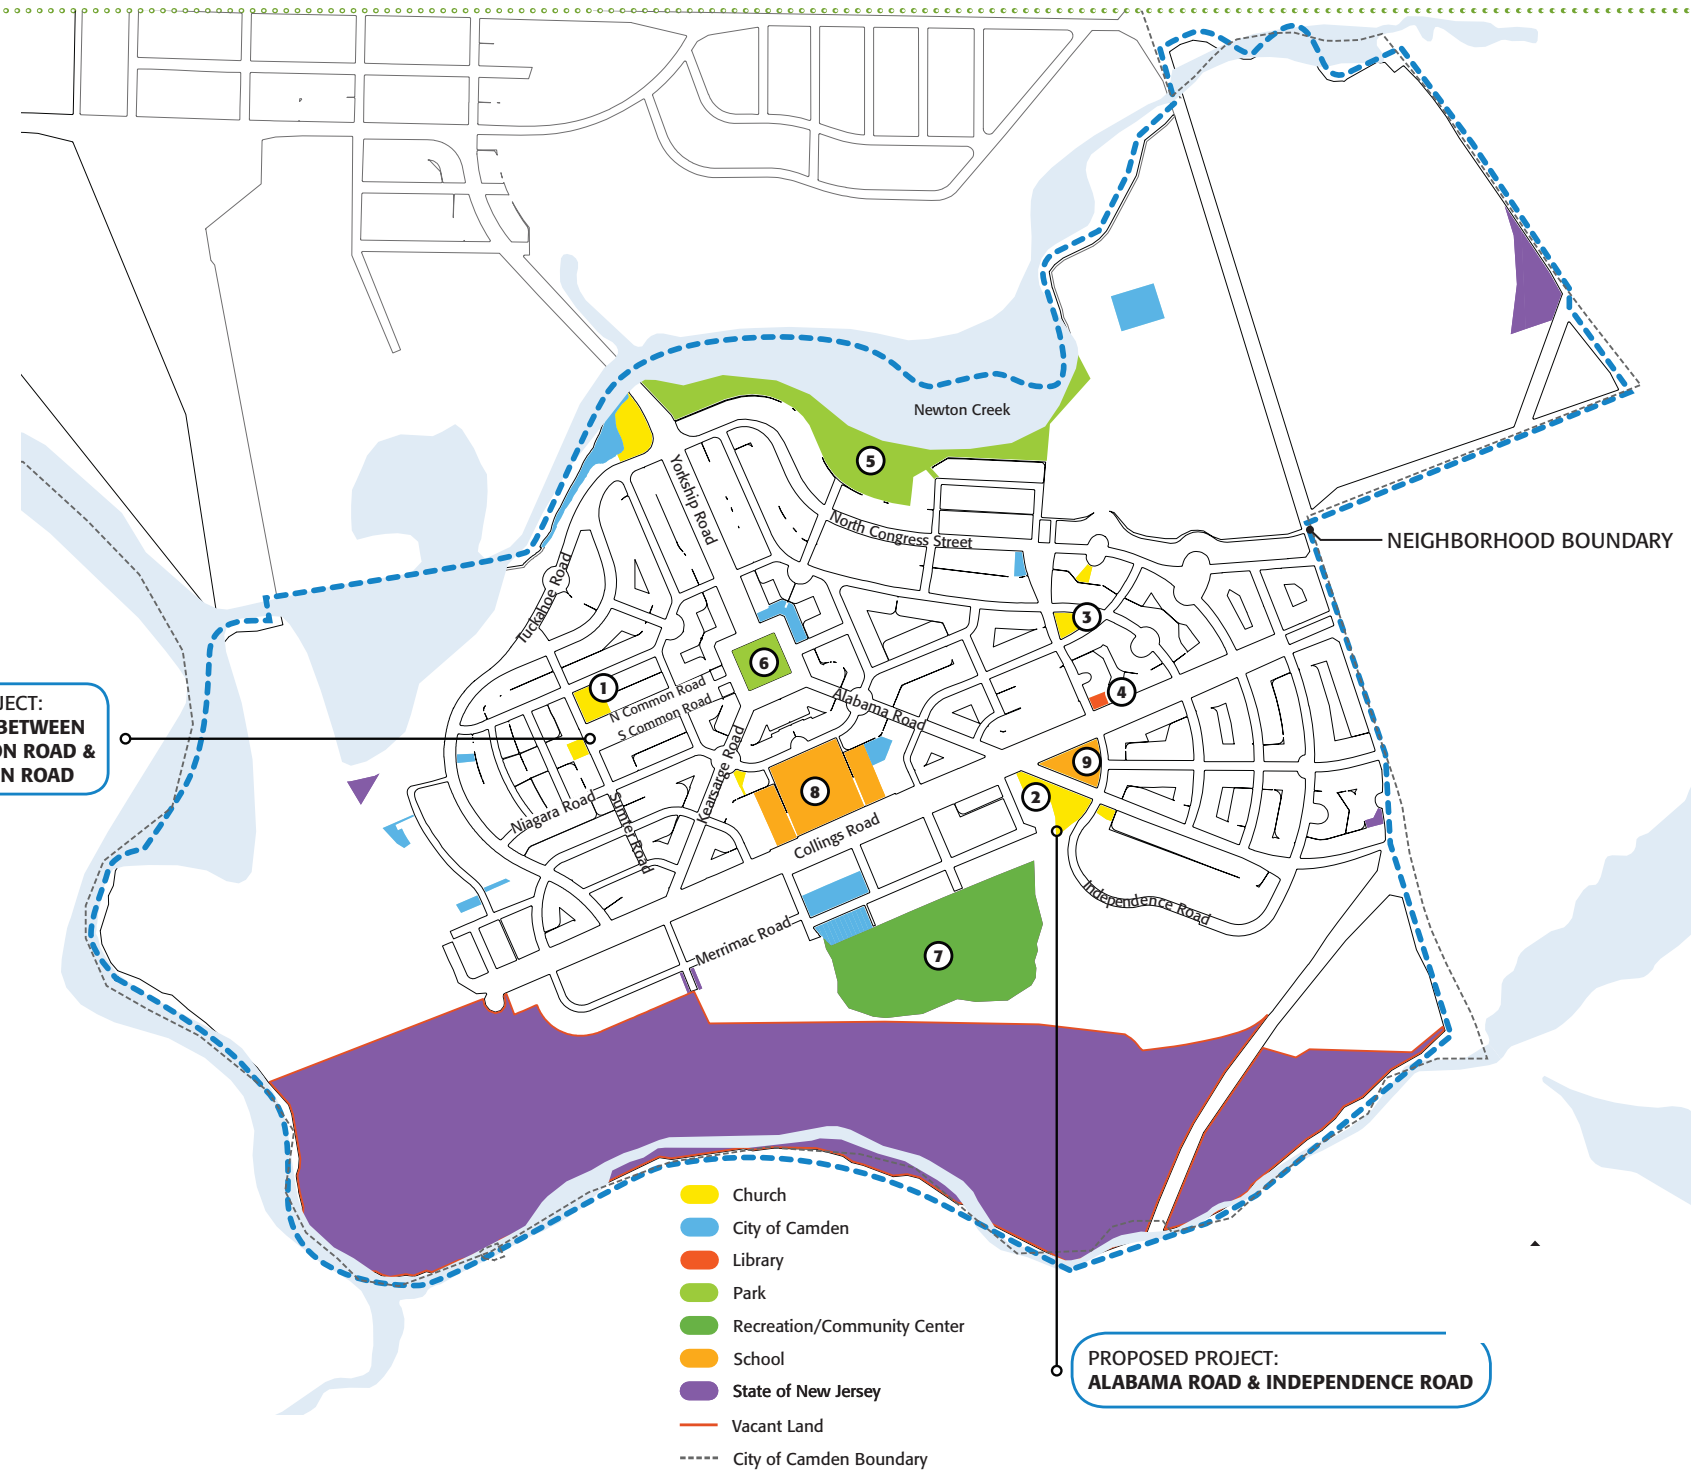 Newton Creek
5
Yorkship Road
North Congress Street
NEIGHBORHOOD BOUNDARY
Tuckahoe Road
3
6
1
4
N Common Road
S Common Road
Alabama Road
JECT:
BETWEEN
ON ROAD &
N ROAD
Kearsarge Road
9
8
2
Niagara Road
Sumter Road
Collings Road
Independence Road
Merrimac Road
7
Church
City of Camden
Library
Park
Recreation/Community Center
School
State of New Jersey
Vacant Land
City of Camden Boundary
PROPOSED PROJECT:
ALABAMA ROAD & INDEPENDENCE ROAD